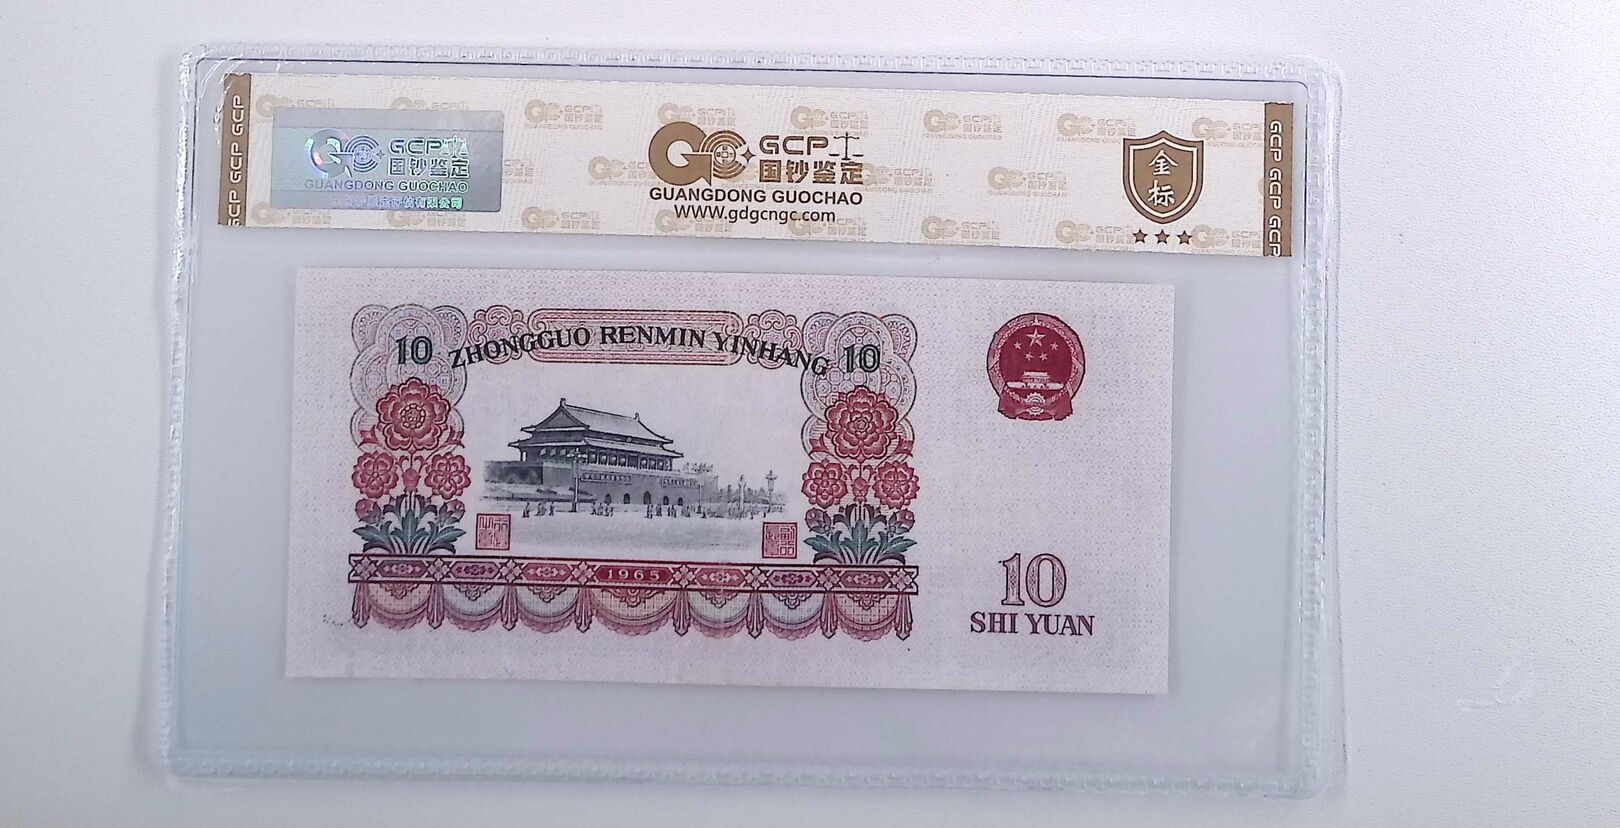 GCP GCP GCP
GCP
国钞鉴定
GUANGDONG GUOCHAO
GCP
国钞鉴定
GUANGDONG GUOCHAO
WWW.gdgcngc.com
金
标
GCP GCP GCP
10 ZHONGGUO RENMIN YINHANG 10
1965
10
SHI YUAN